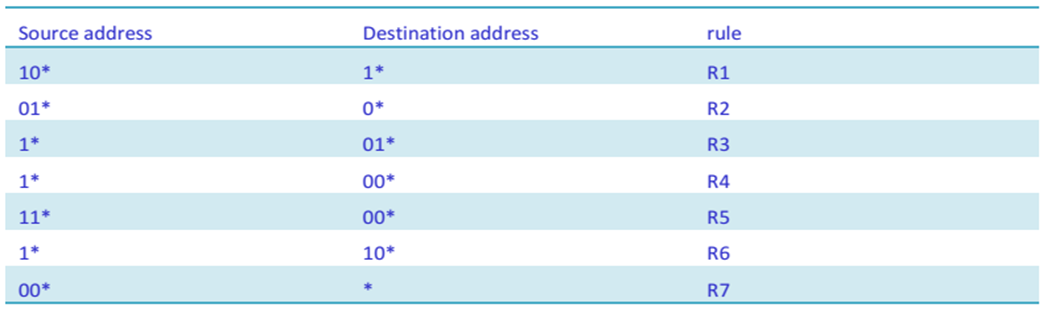 Source address Destination address rule
10* 1* R1
01* 0* R2
1* 01* R3
1* 00* R4
11* 00* R5
1* 10* R6
00* * R7